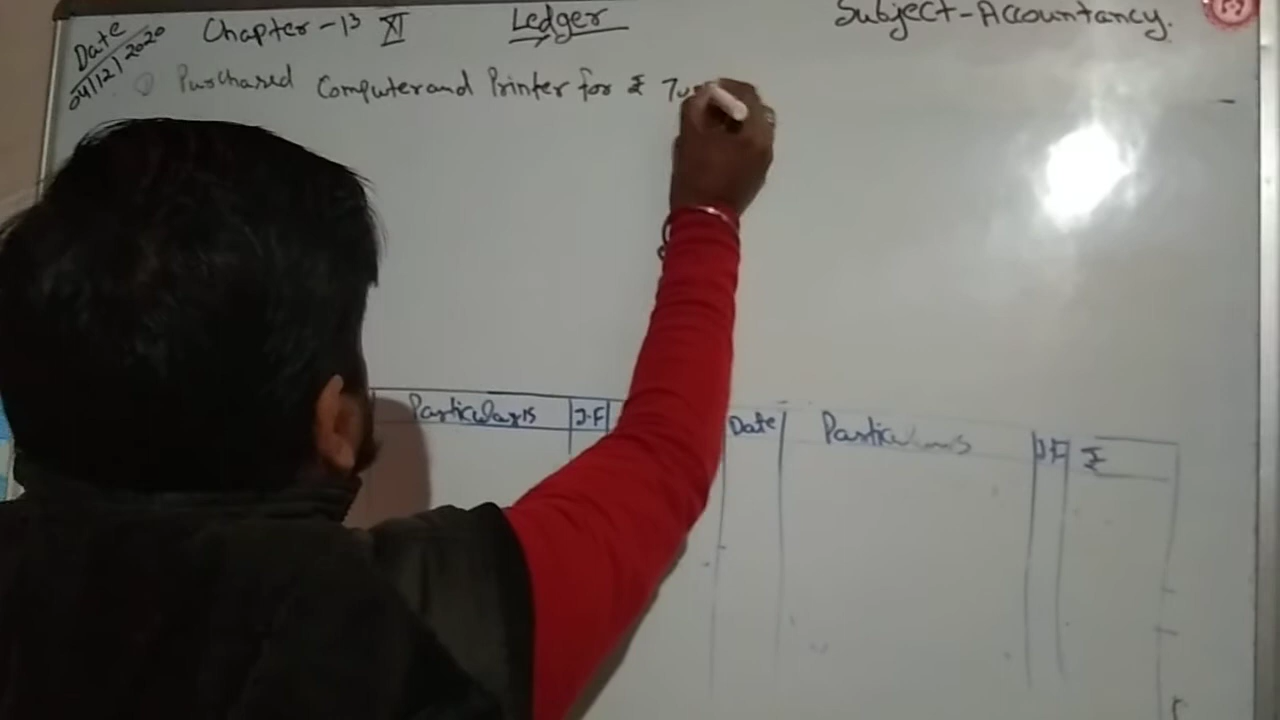 Date
04/12/2020
Chapter-13 XI
Ledger
Subject-Accountancy.
① Purchased Computer and Printer for ₹
Particulars J.F Date Particulars J.F ₹